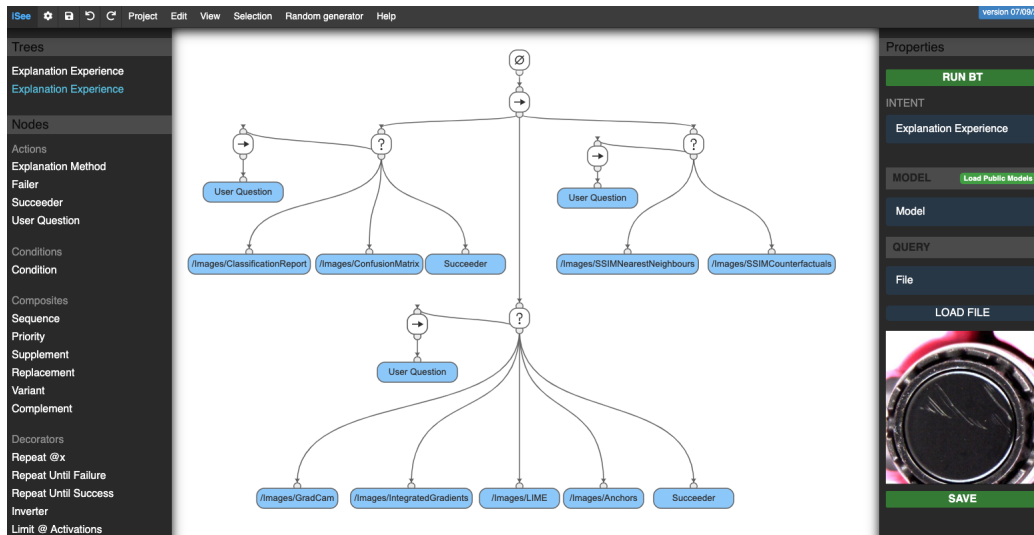 iSee Project Edit View Selection Random generator Help version 07/09/
Trees
Explanation Experience
Explanation Experience
Nodes
Actions
Explanation Method
Failer
Succeeder
User Question
Conditions
Condition
Composites
Sequence
Priority
Supplement
Replacement
Variant
Complement
Decorators
Repeat @x
Repeat Until Failure
Repeat Until Success
Inverter
Limit @ Activations
Ø
→
→
?
→
?
User Question
User Question
/Images/ClassificationReport
/Images/ConfusionMatrix
Succeeder
/Images/SSIMNearestNeighbours
/Images/SSIMCounterfactuals
→
?
User Question
/Images/GradCam
/Images/IntegratedGradients
/Images/LIME
/Images/Anchors
Succeeder
Properties
RUN BT
INTENT
Explanation Experience
MODEL Load Public Models
Model
QUERY
File
LOAD FILE
SAVE